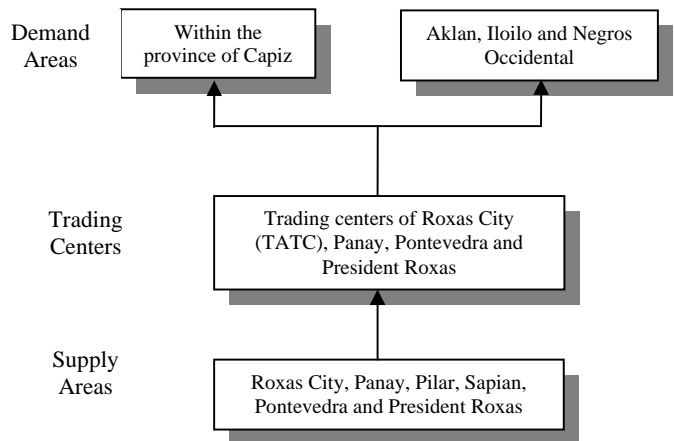 Demand
Areas
Within the
province of Capiz
Aklan, Iloilo and Negros
Occidental
Trading
Centers
Trading centers of Roxas City
(TATC), Panay, Pontevedra and
President Roxas
Supply
Areas
Roxas City, Panay, Pilar, Sapian,
Pontevedra and President Roxas